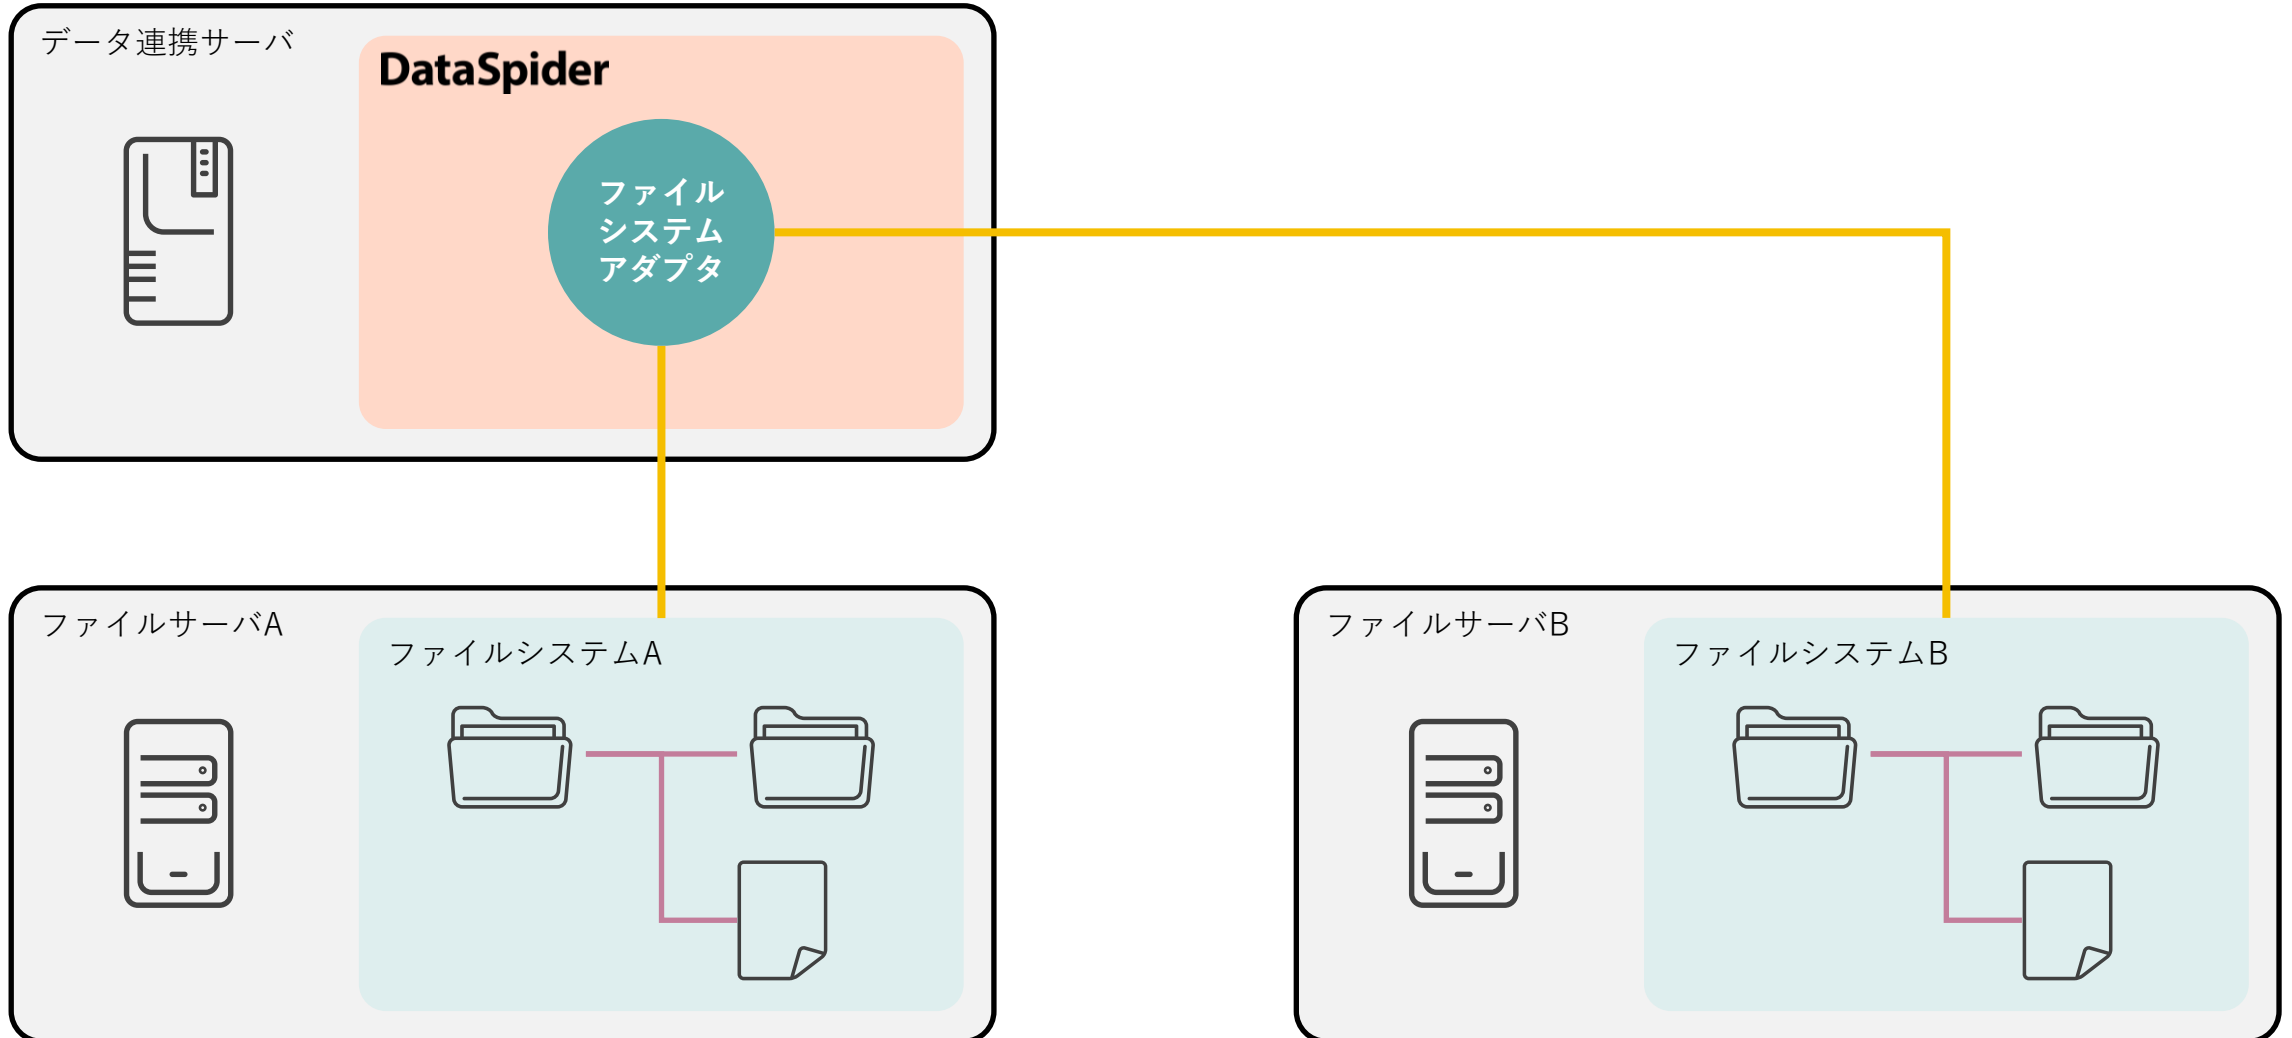 データ連携サーバ
DataSpider
ファイル
システム
アダプタ
ファイルサーバA
ファイルシステムA
ファイルサーバB
ファイルシステムB